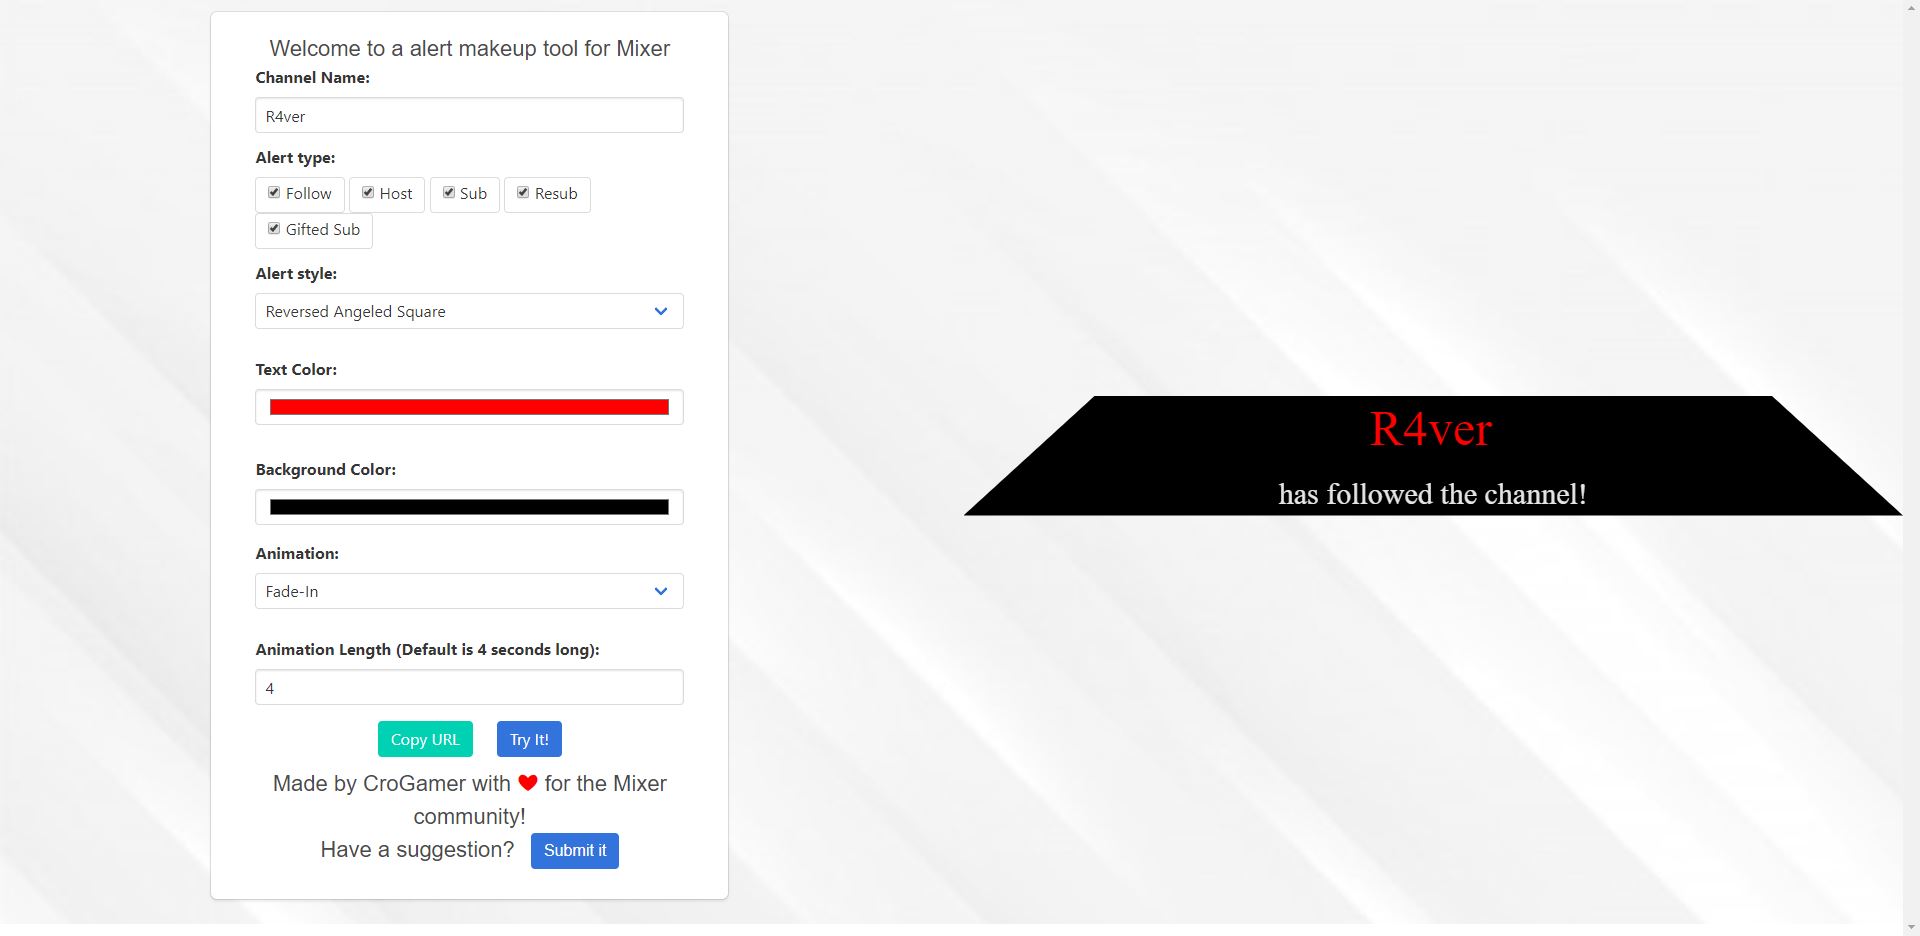 Welcome to a alert makeup tool for Mixer
Channel Name:
R4ver
Alert type:
Follow Host Sub Resub
Gifted Sub
Alert style:
Reversed Angeled Square
Text Color:
Background Color:
Animation:
Fade-In
Animation Length (Default is 4 seconds long):
4
Copy URL Try It!
Made by CroGamer with ❤ for the Mixer
community!
Have a suggestion? Submit it
R4ver
has followed the channel!